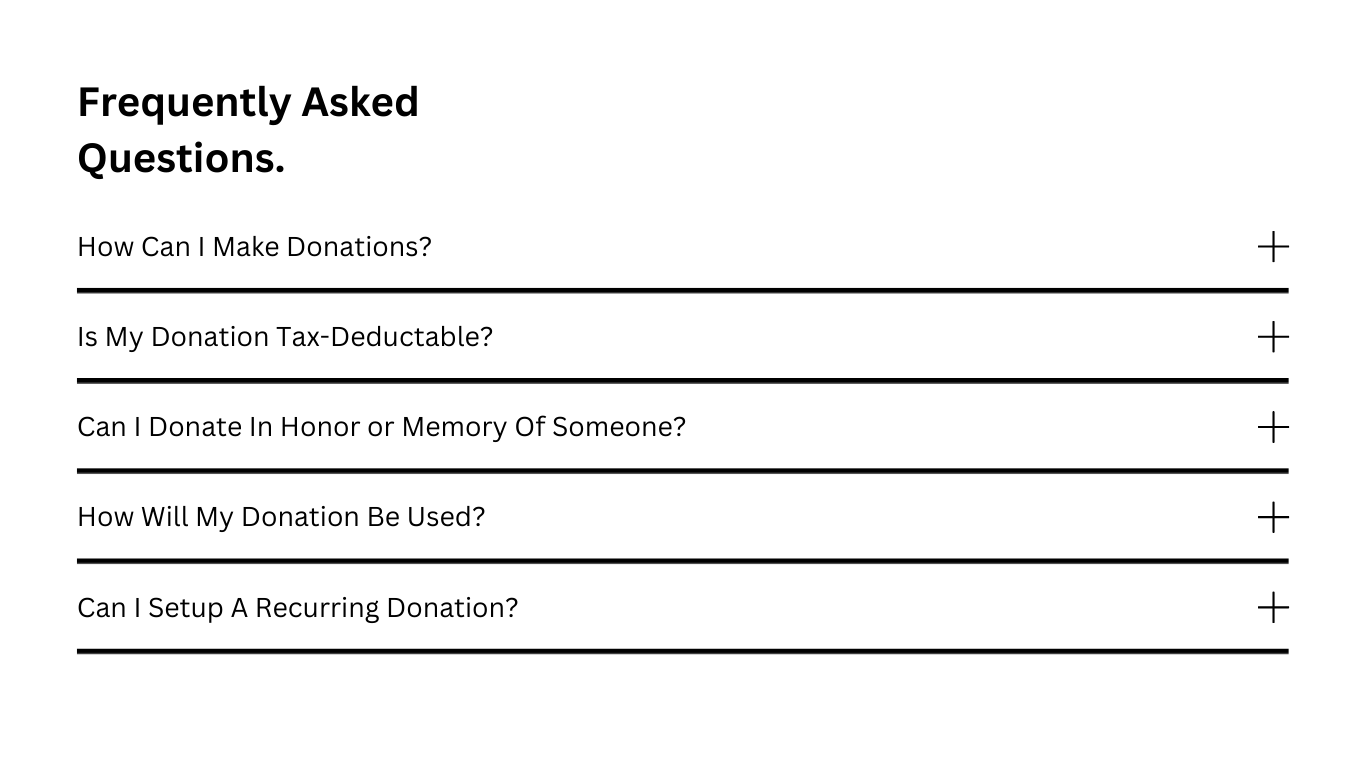 Frequently Asked
Questions.
How Can I Make Donations?
Is My Donation Tax-Deductable?
Can I Donate In Honor or Memory Of Someone?
How Will My Donation Be Used?
Can I Setup A Recurring Donation?